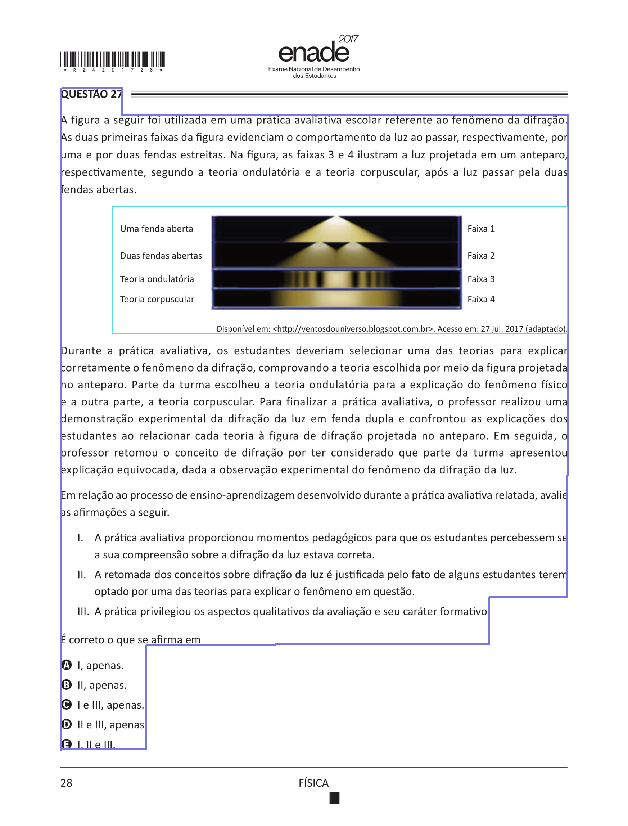 *R2420172B*
2017
enade
Exame Nacional de Desempenho
dos Estudantes
QUESTÃO 27
A figura a seguir foi utilizada em uma prática avaliativa escolar referente ao fenômeno da difração.
As duas primeiras faixas da figura evidenciam o comportamento da luz ao passar, respectivamente, por
uma e por duas fendas estreitas. Na figura, as faixas 3 e 4 ilustram a luz projetada em um anteparo,
respectivamente, segundo a teoria ondulatória e a teoria corpuscular, após a luz passar pela duas
fendas abertas.
Uma fenda aberta Faixa 1
Duas fendas abertas Faixa 2
Teoria ondulatória Faixa 3
Teoria corpuscular Faixa 4
Disponível em: <http://ventosdouniverso.blogspot.com.br>. Acesso em: 27 jul. 2017 (adaptado).
Durante a prática avaliativa, os estudantes deveriam selecionar uma das teorias para explicar
corretamente o fenômeno da difração, comprovando a teoria escolhida por meio da figura projetada
no anteparo. Parte da turma escolheu a teoria ondulatória para a explicação do fenômeno físico
e a outra parte, a teoria corpuscular. Para finalizar a prática avaliativa, o professor realizou uma
demonstração experimental da difração da luz em fenda dupla e confrontou as explicações dos
estudantes ao relacionar cada teoria à figura de difração projetada no anteparo. Em seguida, o
professor retomou o conceito de difração por ter considerado que parte da turma apresentou
explicação equivocada, dada a observação experimental do fenômeno da difração da luz.
Em relação ao processo de ensino-aprendizagem desenvolvido durante a prática avaliativa relatada, avalie
as afirmações a seguir.
I. A prática avaliativa proporcionou momentos pedagógicos para que os estudantes percebessem se
a sua compreensão sobre a difração da luz estava correta.
II. A retomada dos conceitos sobre difração da luz é justificada pelo fato de alguns estudantes terem
optado por uma das teorias para explicar o fenômeno em questão.
III. A prática privilegiou os aspectos qualitativos da avaliação e seu caráter formativo
É correto o que se afirma em
A I, apenas.
B II, apenas.
C I e III, apenas.
D II e III, apenas
E I, II e III.
28 FÍSICA